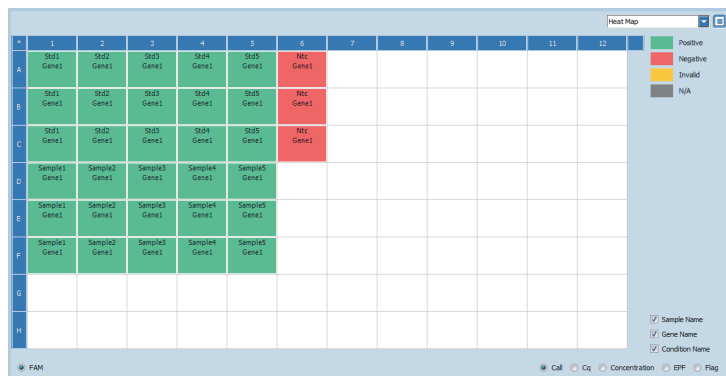 Heat Map
* 1 2 3 4 5 6 7 8 9 10 11 12
Positive
Negative
Invalid
N/A
A
Std1 Std2 Std3 Std4 Std5 Ntc
Gene1 Gene1 Gene1 Gene1 Gene1 Gene1
B
Std1 Std2 Std3 Std4 Std5 Ntc
Gene1 Gene1 Gene1 Gene1 Gene1 Gene1
C
Std1 Std2 Std3 Std4 Std5 Ntc
Gene1 Gene1 Gene1 Gene1 Gene1 Gene1
D
Sample1 Sample2 Sample3 Sample4 Sample5
Gene1 Gene1 Gene1 Gene1 Gene1
E
Sample1 Sample2 Sample3 Sample4 Sample5
Gene1 Gene1 Gene1 Gene1 Gene1
F
Sample1 Sample2 Sample3 Sample4 Sample5
Gene1 Gene1 Gene1 Gene1 Gene1
G
H
Sample Name
Gene Name
Condition Name
FAM
Call Cq Concentration EPF Flag